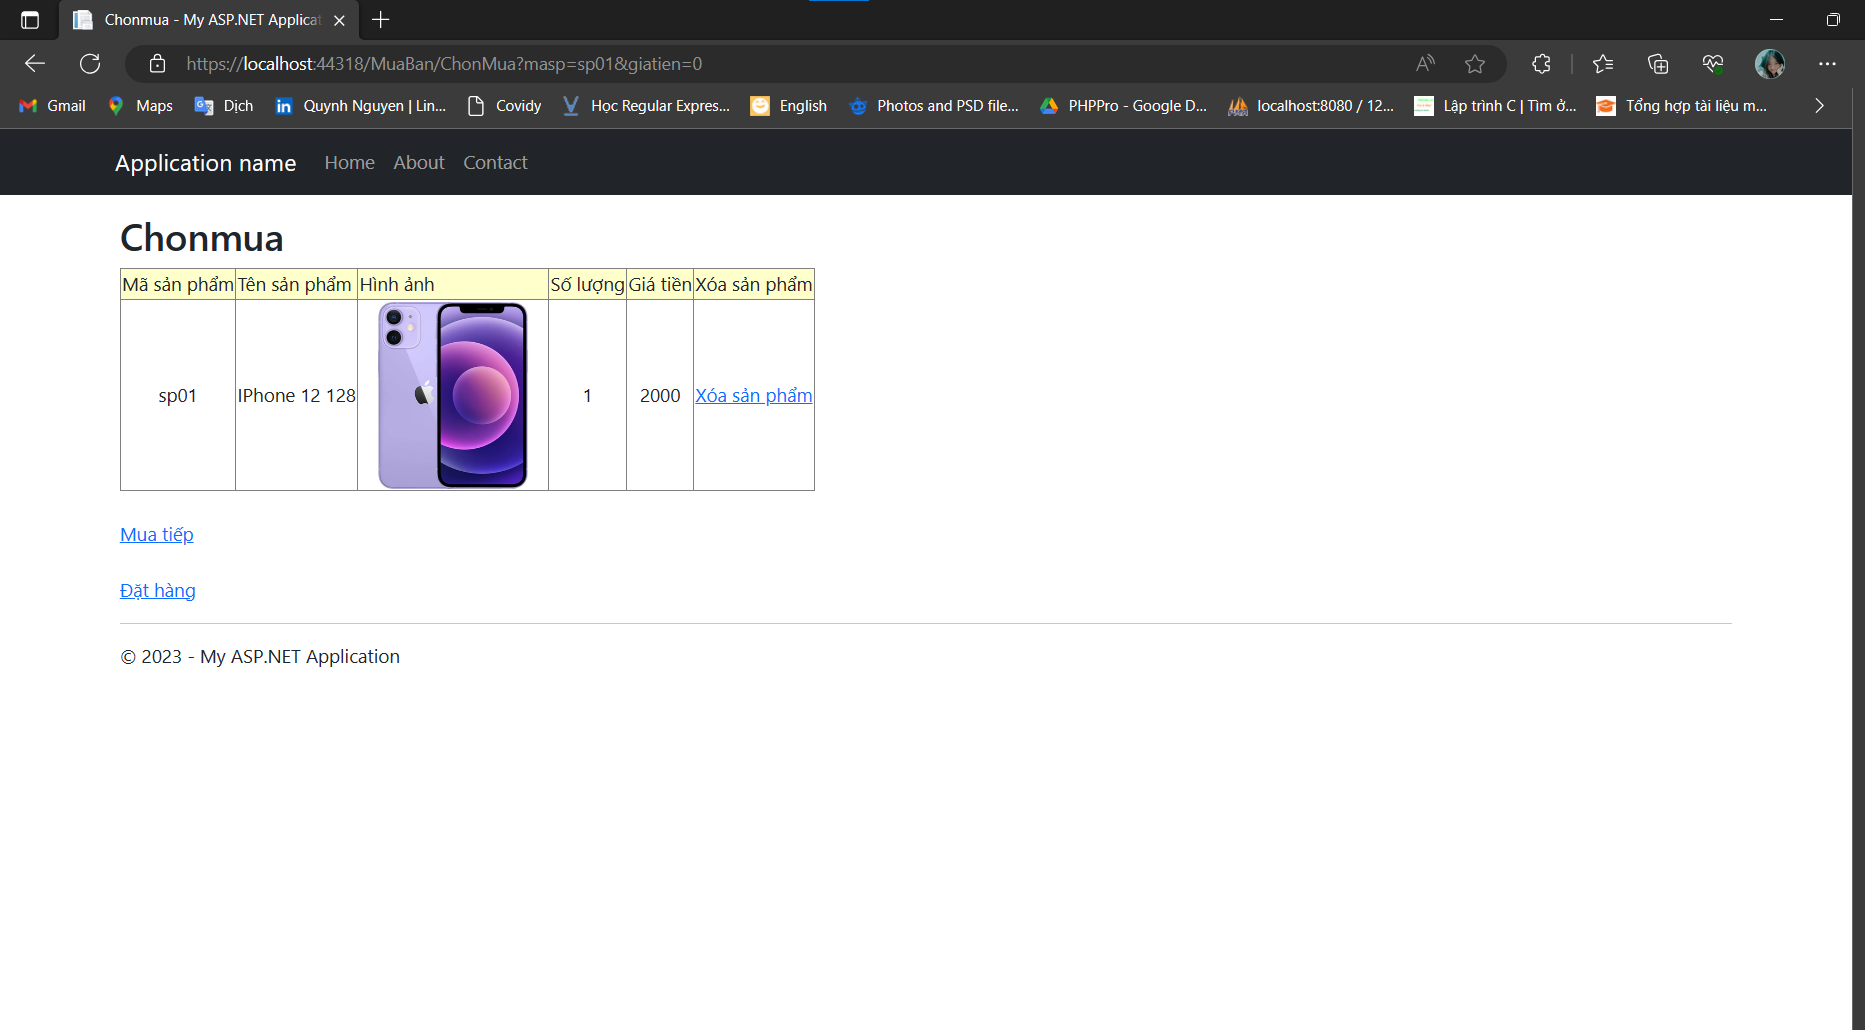 Chonmua - My ASP.NET Applicat
https://localhost:44318/MuaBan/ChonMua?masp=sp01&giatien=0
Gmail Maps Dịch Quynh Nguyen | Lin... Covidy Học Regular Expres... English Photos and PSD file... PHPPro - Google D... localhost:8080 / 12... Lập trình C | Tìm ở... Tổng hợp tài liệu m...
Application name Home About Contact
Chonmua
Mã sản phẩm Tên sản phẩm Hình ảnh Số lượng Giá tiền Xóa sản phẩm
sp01 IPhone 12 128 1 2000 Xóa sản phẩm
Mua tiếp
Đặt hàng
© 2023 - My ASP.NET Application